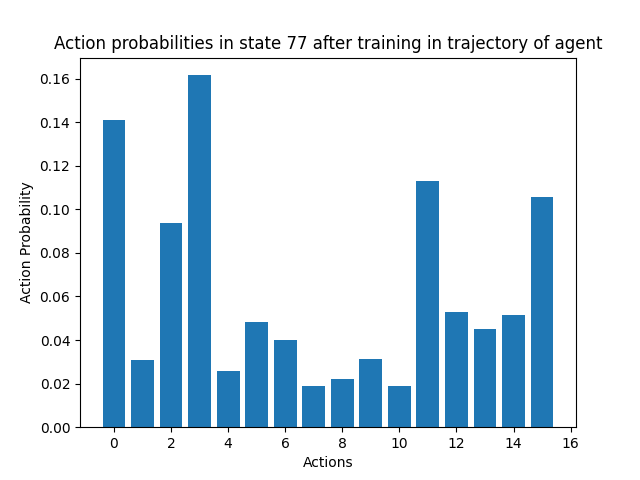 Action probabilities in state 77 after training in trajectory of agent
0.16
0.14
0.12
0.10
0.08
0.06
0.04
0.02
0.00
Action Probability
0 2 4 6 8 10 12 14 16
Actions